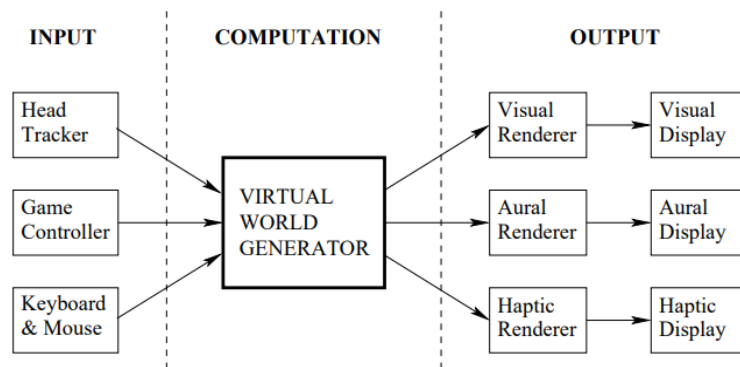 INPUT
COMPUTATION
OUTPUT
Head
Tracker
Game
Controller
Keyboard
& Mouse
VIRTUAL
WORLD
GENERATOR
Visual
Renderer
Visual
Display
Aural
Renderer
Aural
Display
Haptic
Renderer
Haptic
Display